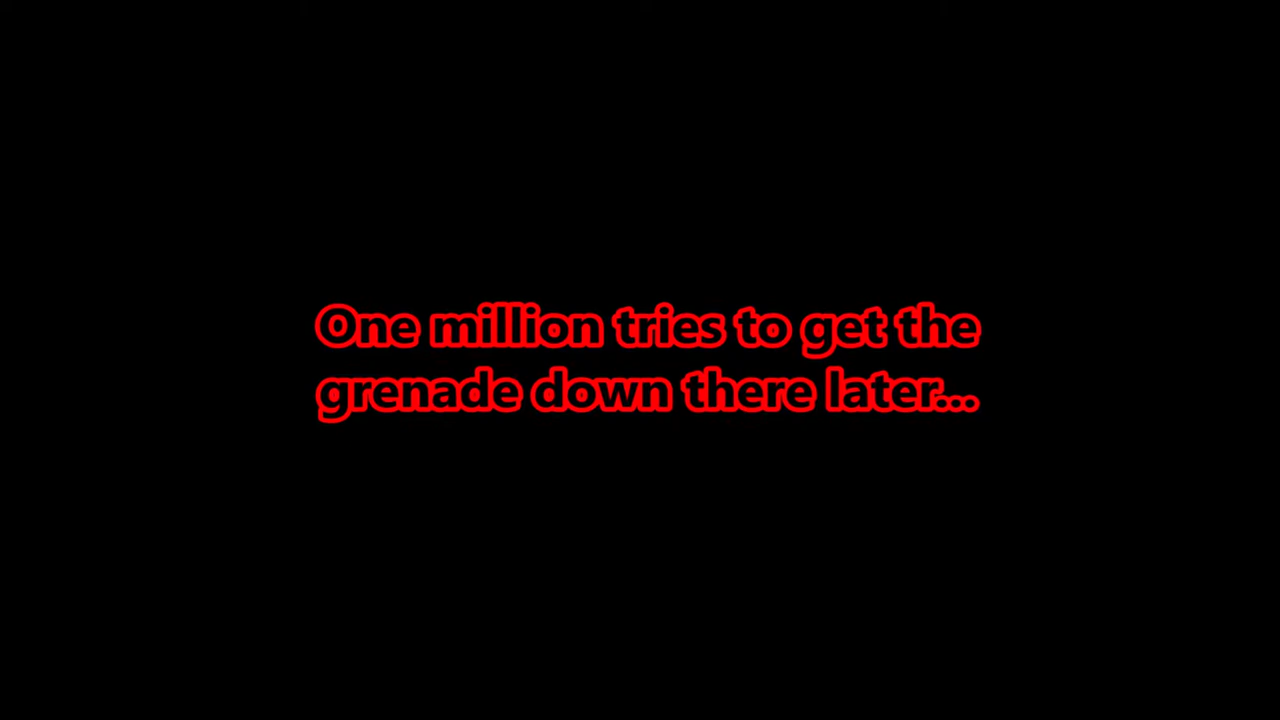 One million tries to get the
grenade down there later...